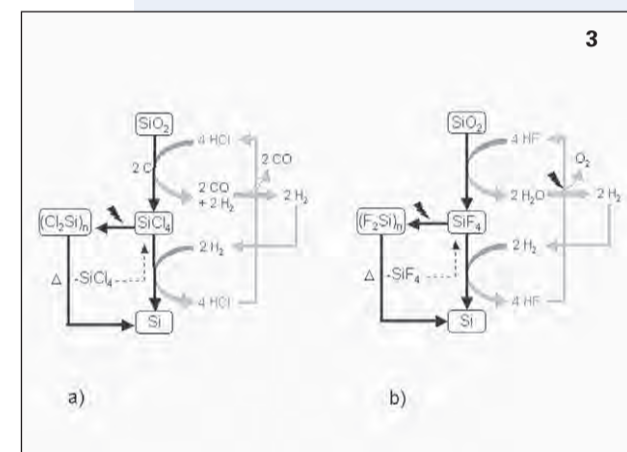 3
SiO2
4 HCl
2 C
2 CO
2 CO
+ 2 H2
2 H2
(Cl2Si)n
SiCl4
2 H2
Δ
-SiCl4
4 HCl
Si
a)
SiO2
4 HF
O2
2 H2O
2 H2
(F2Si)n
SiF4
2 H2
Δ
-SiF4
4 HF
Si
b)